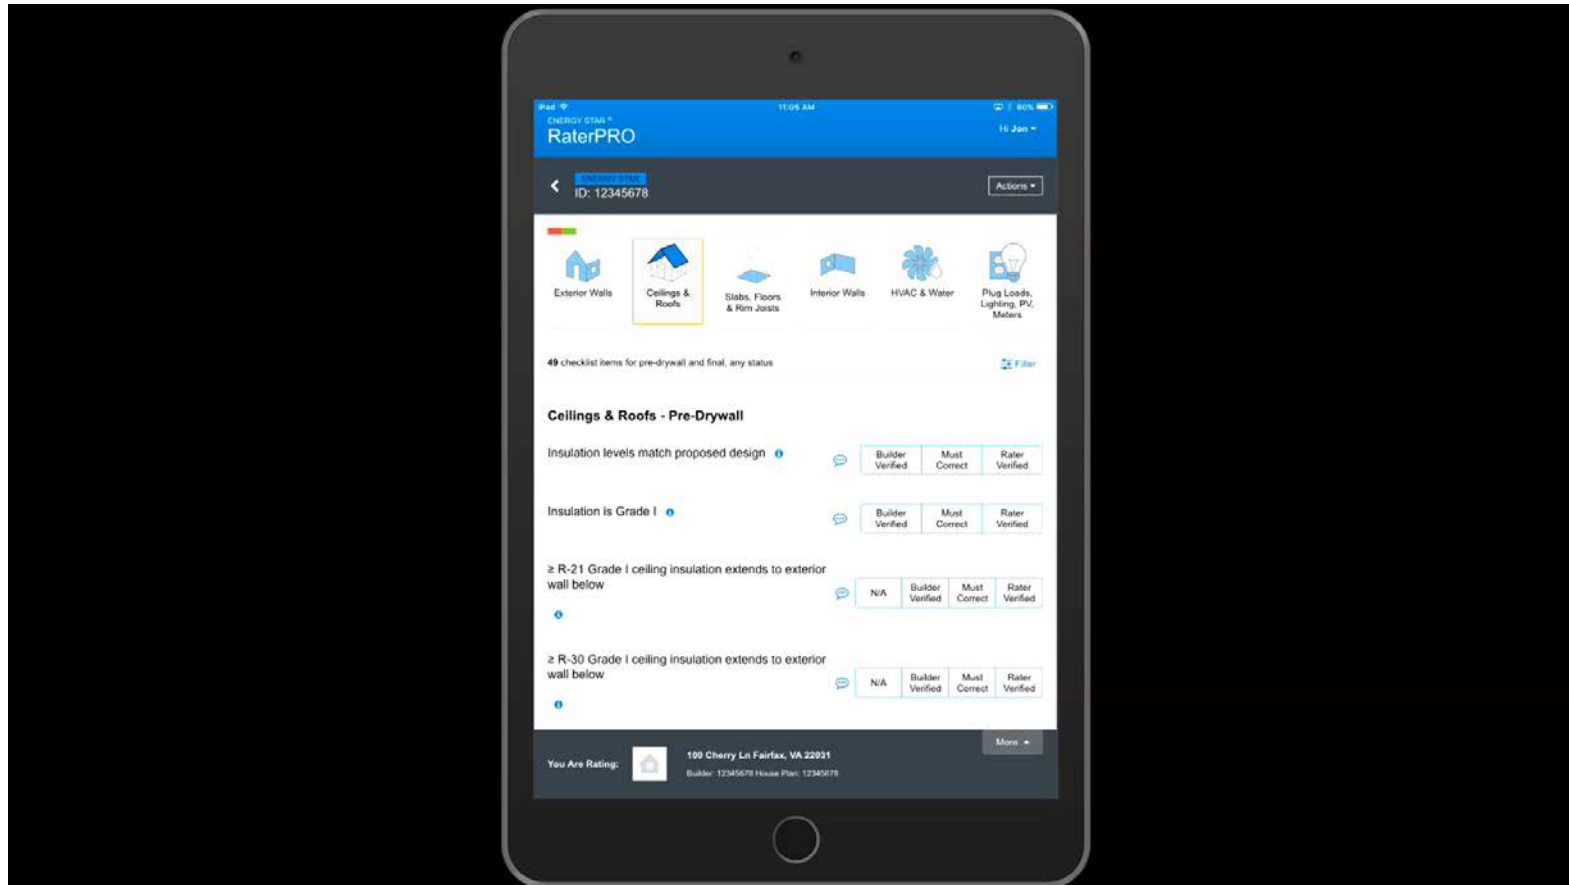 iPad
11:05 AM
80%
ENERGY STAR ®
RaterPRO
Hi Jon
ENERGY STAR
ID: 12345678
Actions
Exterior Walls
Ceilings &
Roofs
Slabs, Floors
& Rim Joists
Interior Walls
HVAC & Water
Plug Loads,
Lighting, PV,
Meters
49 checklist items for pre-drywall and final, any status
Filter
Ceilings & Roofs - Pre-Drywall
Insulation levels match proposed design
Builder
Verified
Must
Correct
Rater
Verified
Insulation is Grade I
Builder
Verified
Must
Correct
Rater
Verified
≥ R-21 Grade I ceiling insulation extends to exterior
wall below
N/A
Builder
Verified
Must
Correct
Rater
Verified
≥ R-30 Grade I ceiling insulation extends to exterior
wall below
N/A
Builder
Verified
Must
Correct
Rater
Verified
More
You Are Rating:
100 Cherry Ln Fairfax, VA 22031
Builder: 12345678 House Plan: 12345678